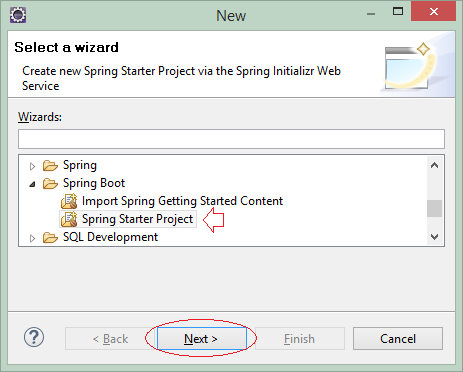 New
Select a wizard
Create new Spring Starter Project via the Spring Initializr Web
Service
Wizards:
Spring
Spring Boot
Import Spring Getting Started Content
Spring Starter Project
SQL Development
? < Back Next > Finish Cancel